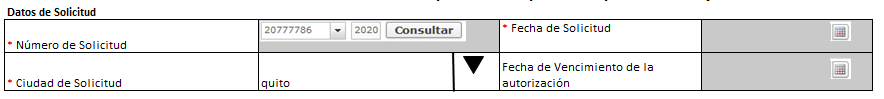 Datos de Solicitud
* Número de Solicitud 20777786 2020 Consultar * Fecha de Solicitud
* Ciudad de Solicitud quito Fecha de Vencimiento de la
autorización